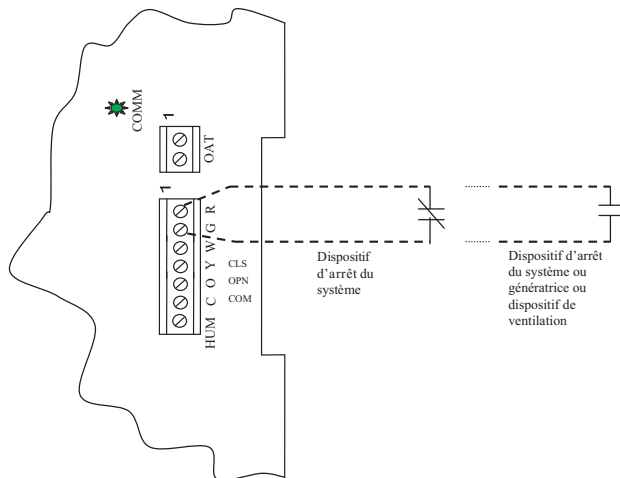 COMM
1
OAT
1
R
G
W
Y
O
C
HUM
CLS
OPN
COM
Dispositif
d'arrêt du
système
Dispositif d'arrêt
du système ou
génératrice ou
dispositif de
ventilation